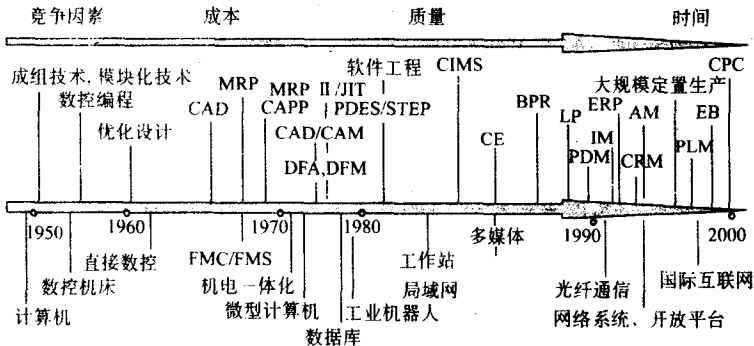 竞争因素 成本 质量 时间
软件工程 CIMS CPC
成组技术,模块化技术 MRP MRP Ⅱ/JIT 大规模定置生产
数控编程 CAD CAPP PDES/STEP BPR LP ERP AM EB
优化设计 CAD/CAM CE IM
DFA,DFM PDM CRM PLM
1950 1960 1970 1980 1990 2000
多媒体
直接数控 FMC/FMS 工作站 国际互联网
数控机床 机电一体化 局域网 光纤通信
计算机 微型计算机 工业机器人 网络系统、开放平台
数据库